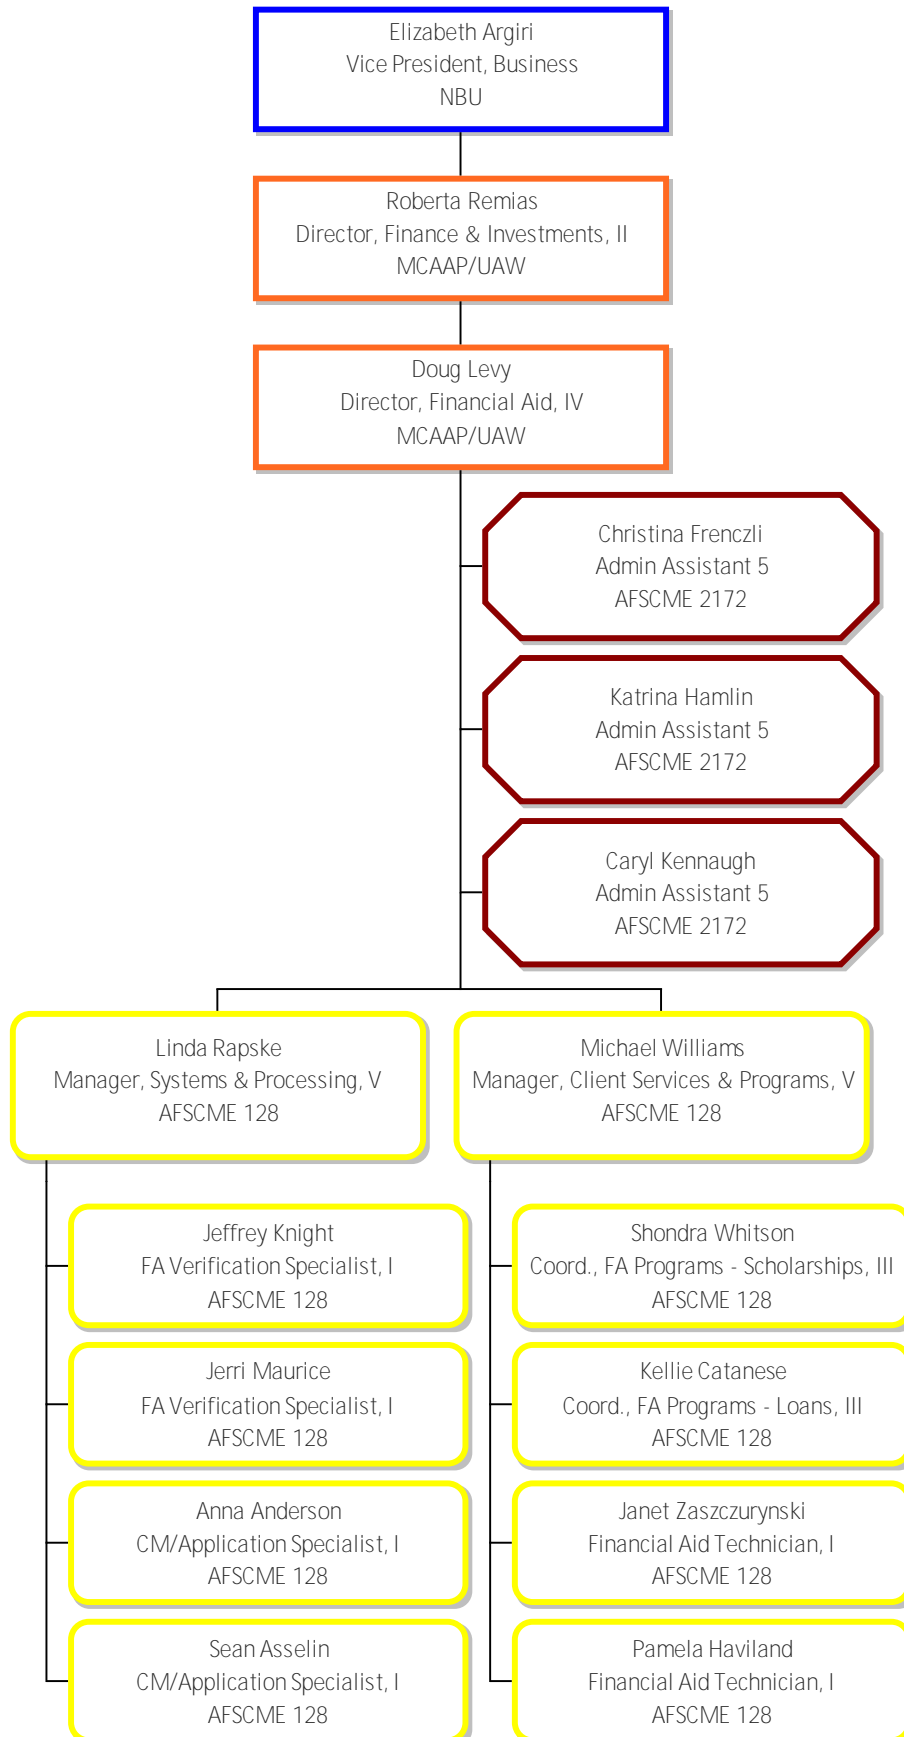 Elizabeth Argiri
Vice President, Business
NBU
Roberta Remias
Director, Finance & Investments, II
MCAAP/UAW
Doug Levy
Director, Financial Aid, IV
MCAAP/UAW
Christina Frenczli
Admin Assistant 5
AFSCME 2172
Katrina Hamlin
Admin Assistant 5
AFSCME 2172
Caryl Kennaugh
Admin Assistant 5
AFSCME 2172
Linda Rapske
Manager, Systems & Processing, V
AFSCME 128
Jeffrey Knight
FA Verification Specialist, I
AFSCME 128
Jerri Maurice
FA Verification Specialist, I
AFSCME 128
Anna Anderson
CM/Application Specialist, I
AFSCME 128
Sean Asselin
CM/Application Specialist, I
AFSCME 128
Michael Williams
Manager, Client Services & Programs, V
AFSCME 128
Shondra Whitson
Coord., FA Programs - Scholarships, III
AFSCME 128
Kellie Catanese
Coord., FA Programs - Loans, III
AFSCME 128
Janet Zaszczurynski
Financial Aid Technician, I
AFSCME 128
Pamela Haviland
Financial Aid Technician, I
AFSCME 128